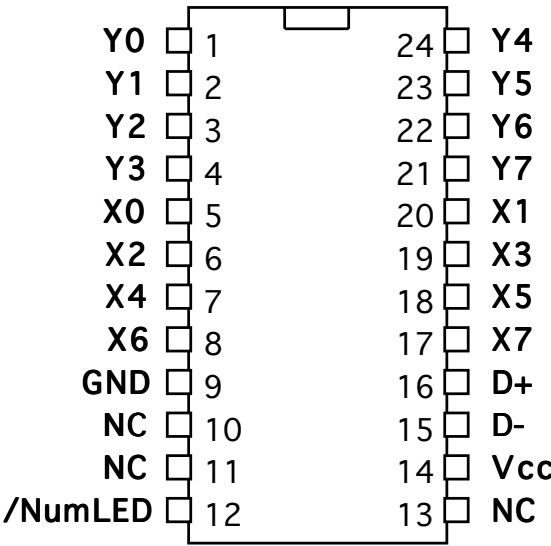 Y0 1 24 Y4
Y1 2 23 Y5
Y2 3 22 Y6
Y3 4 21 Y7
X0 5 20 X1
X2 6 19 X3
X4 7 18 X5
X6 8 17 X7
GND 9 16 D+
NC 10 15 D-
NC 11 14 Vcc
/NumLED 12 13 NC